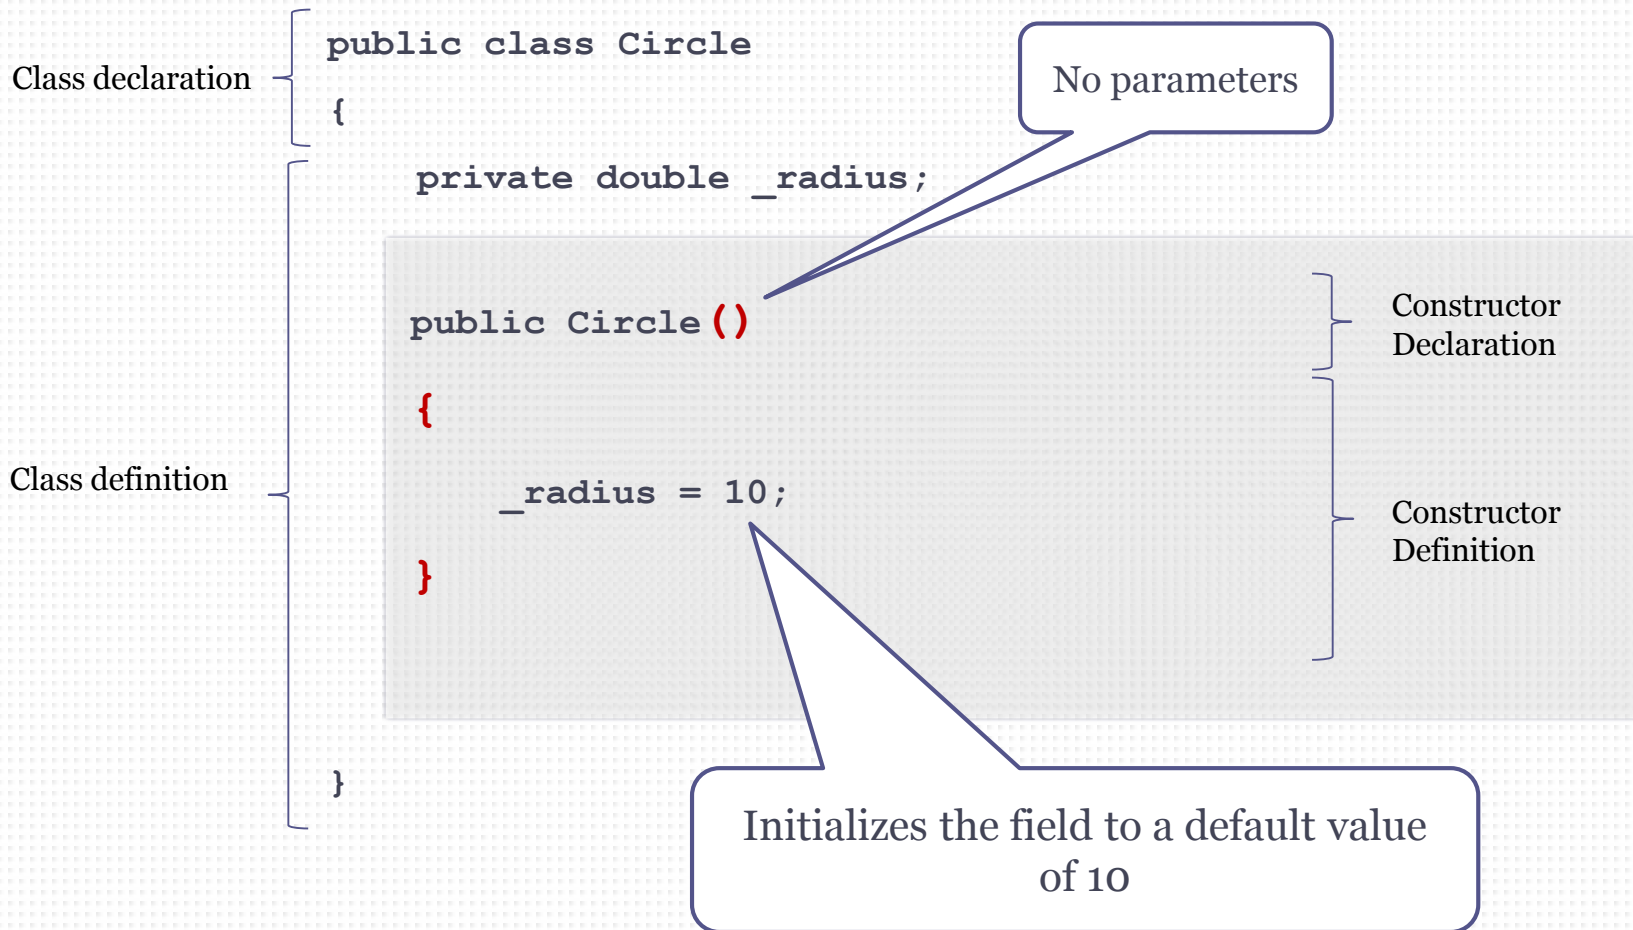 public class Circle
No parameters
Class declaration
{
private double _radius;
public Circle()
Constructor
Declaration
{
Class definition
_radius = 10;
Constructor
Definition
}
}
Initializes the field to a default value
of 10